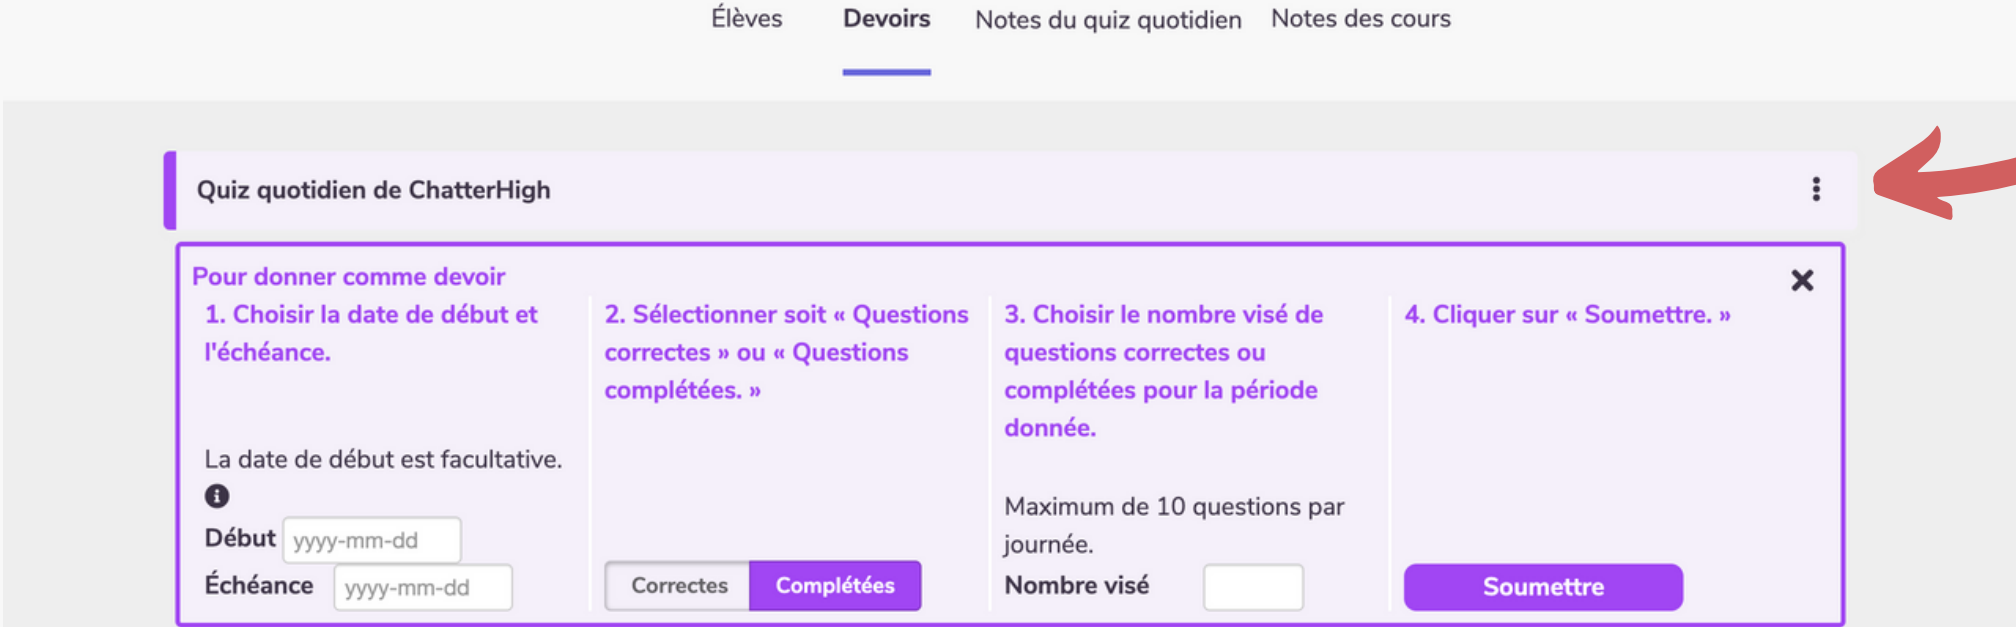 Élèves
Devoirs
Notes du quiz quotidien
Notes des cours
Quiz quotidien de ChatterHigh
Pour donner comme devoir
1. Choisir la date de début et
l'échéance.
La date de début est facultative.
Début yyyy-mm-dd
Échéance yyyy-mm-dd
2. Sélectionner soit « Questions
correctes » ou « Questions
complétées. »
Correctes
Complétées
3. Choisir le nombre visé de
questions correctes ou
complétées pour la période
donnée.
Maximum de 10 questions par
journée.
Nombre visé
4. Cliquer sur « Soumettre. »
Soumettre